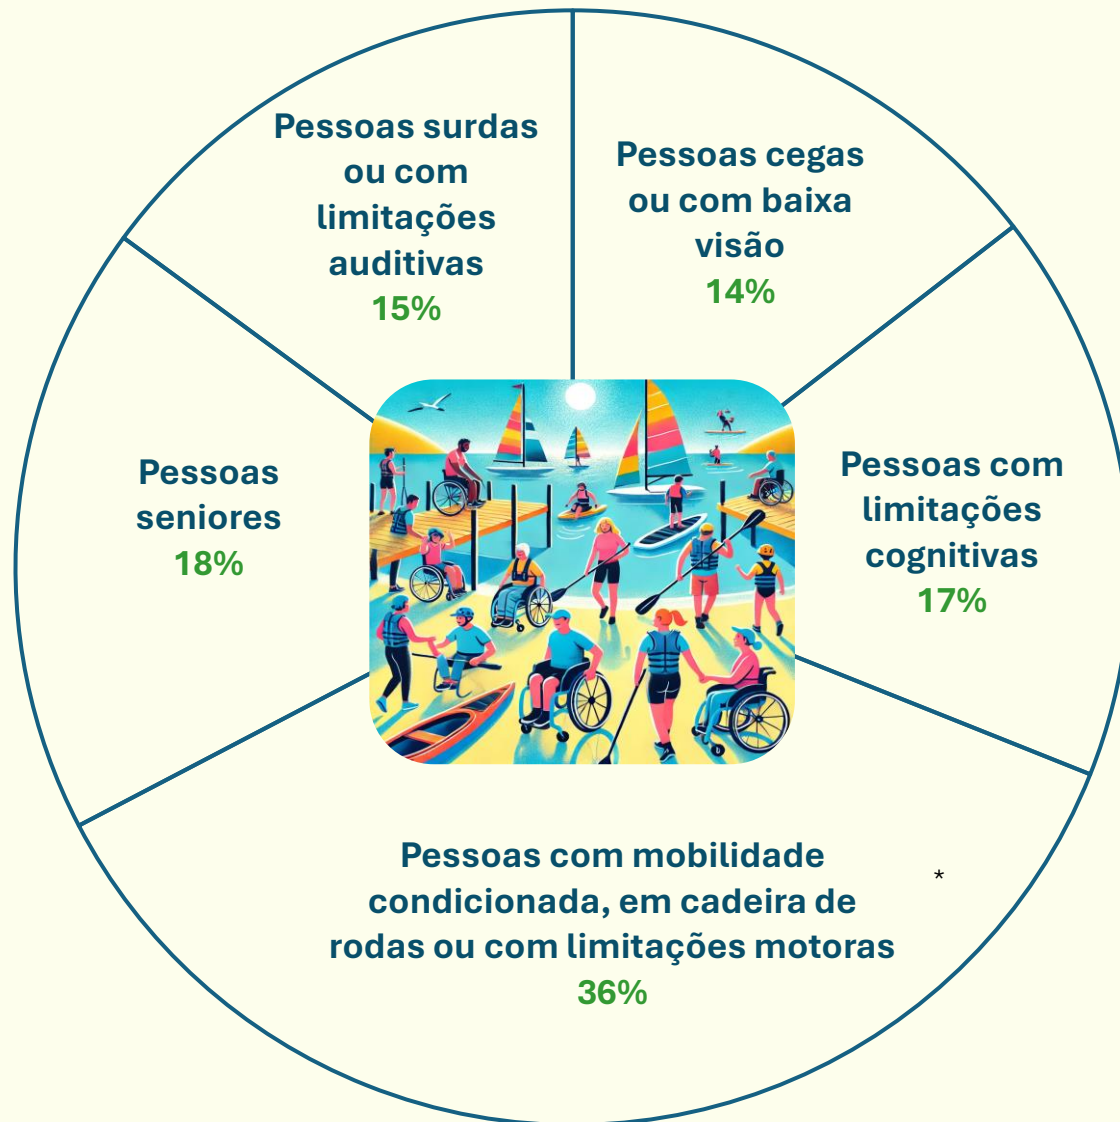 Pessoas surdas
ou com
limitações
auditivas
15%
Pessoas cegas
ou com baixa
visão
14%
Pessoas
seniores
18%
Pessoas com
limitações
cognitivas
17%
Pessoas com mobilidade
condicionada, em cadeira de
rodas ou com limitações motoras
36%
*